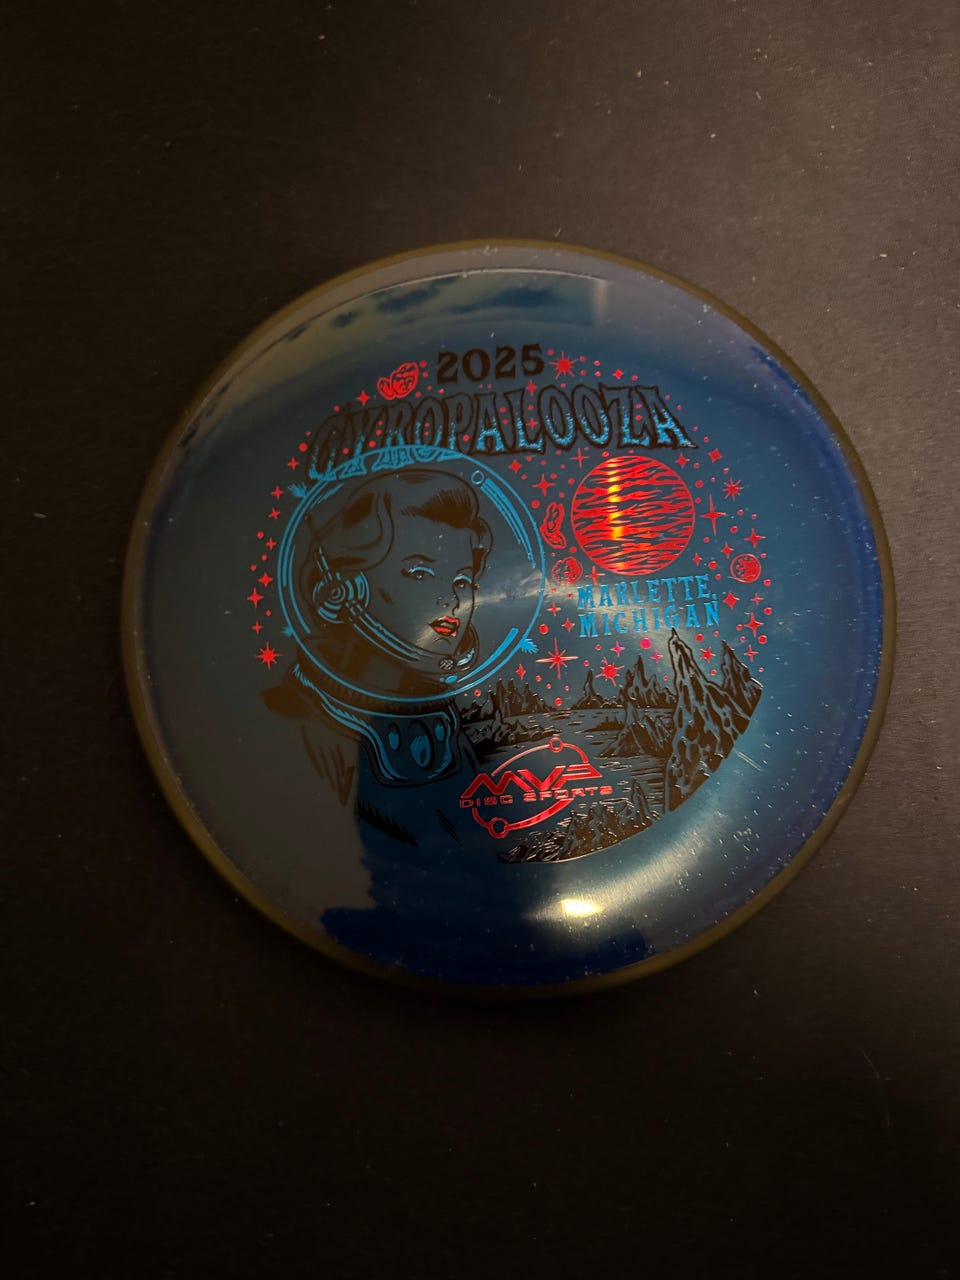 2025
GYROPALOOZA
MARLETTE,
MICHIGAN
MVP
DISC SPORTS